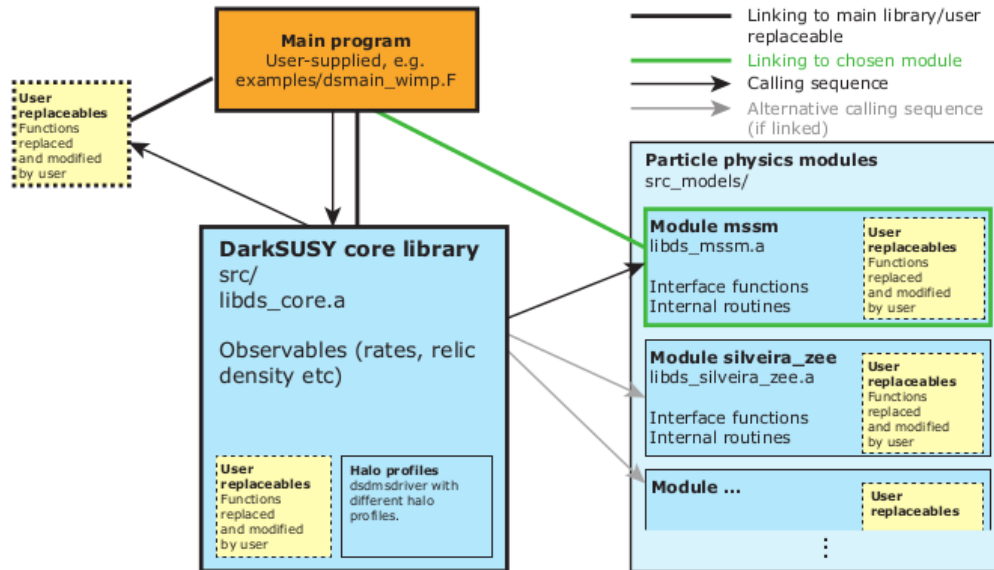 Main program
User-supplied, e.g.
examples/dsmain_wimp.F
Linking to main library/user
replaceable
Linking to chosen module
Calling sequence
Alternative calling sequence
(if linked)
User
replaceables
Functions
replaced
and modified
by user
DarkSUSY core library
src/
libds_core.a
Observables (rates, relic
density etc)
User
replaceables
Functions
replaced
and modified
by user
Halo profiles
dsdmsdriver with
different halo
profiles.
Particle physics modules
src_models/
Module mssm
libds_mssm.a
Interface functions
Internal routines
User
replaceables
Functions
replaced
and modified
by user
Module silveira_zee
libds_silveira_zee.a
Interface functions
Internal routines
User
replaceables
Functions
replaced
and modified
by user
Module ...
User
replaceables
⋮